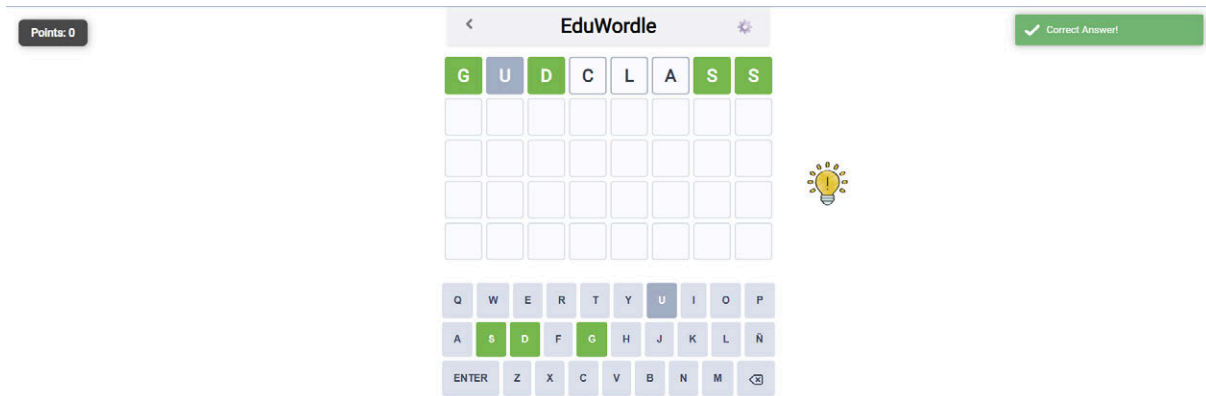 Points: 0
EduWordle
Correct Answer!
G U D C L A S S
Q W E R T Y U I O P
A S D F G H J K L Ñ
ENTER Z X C V B N M